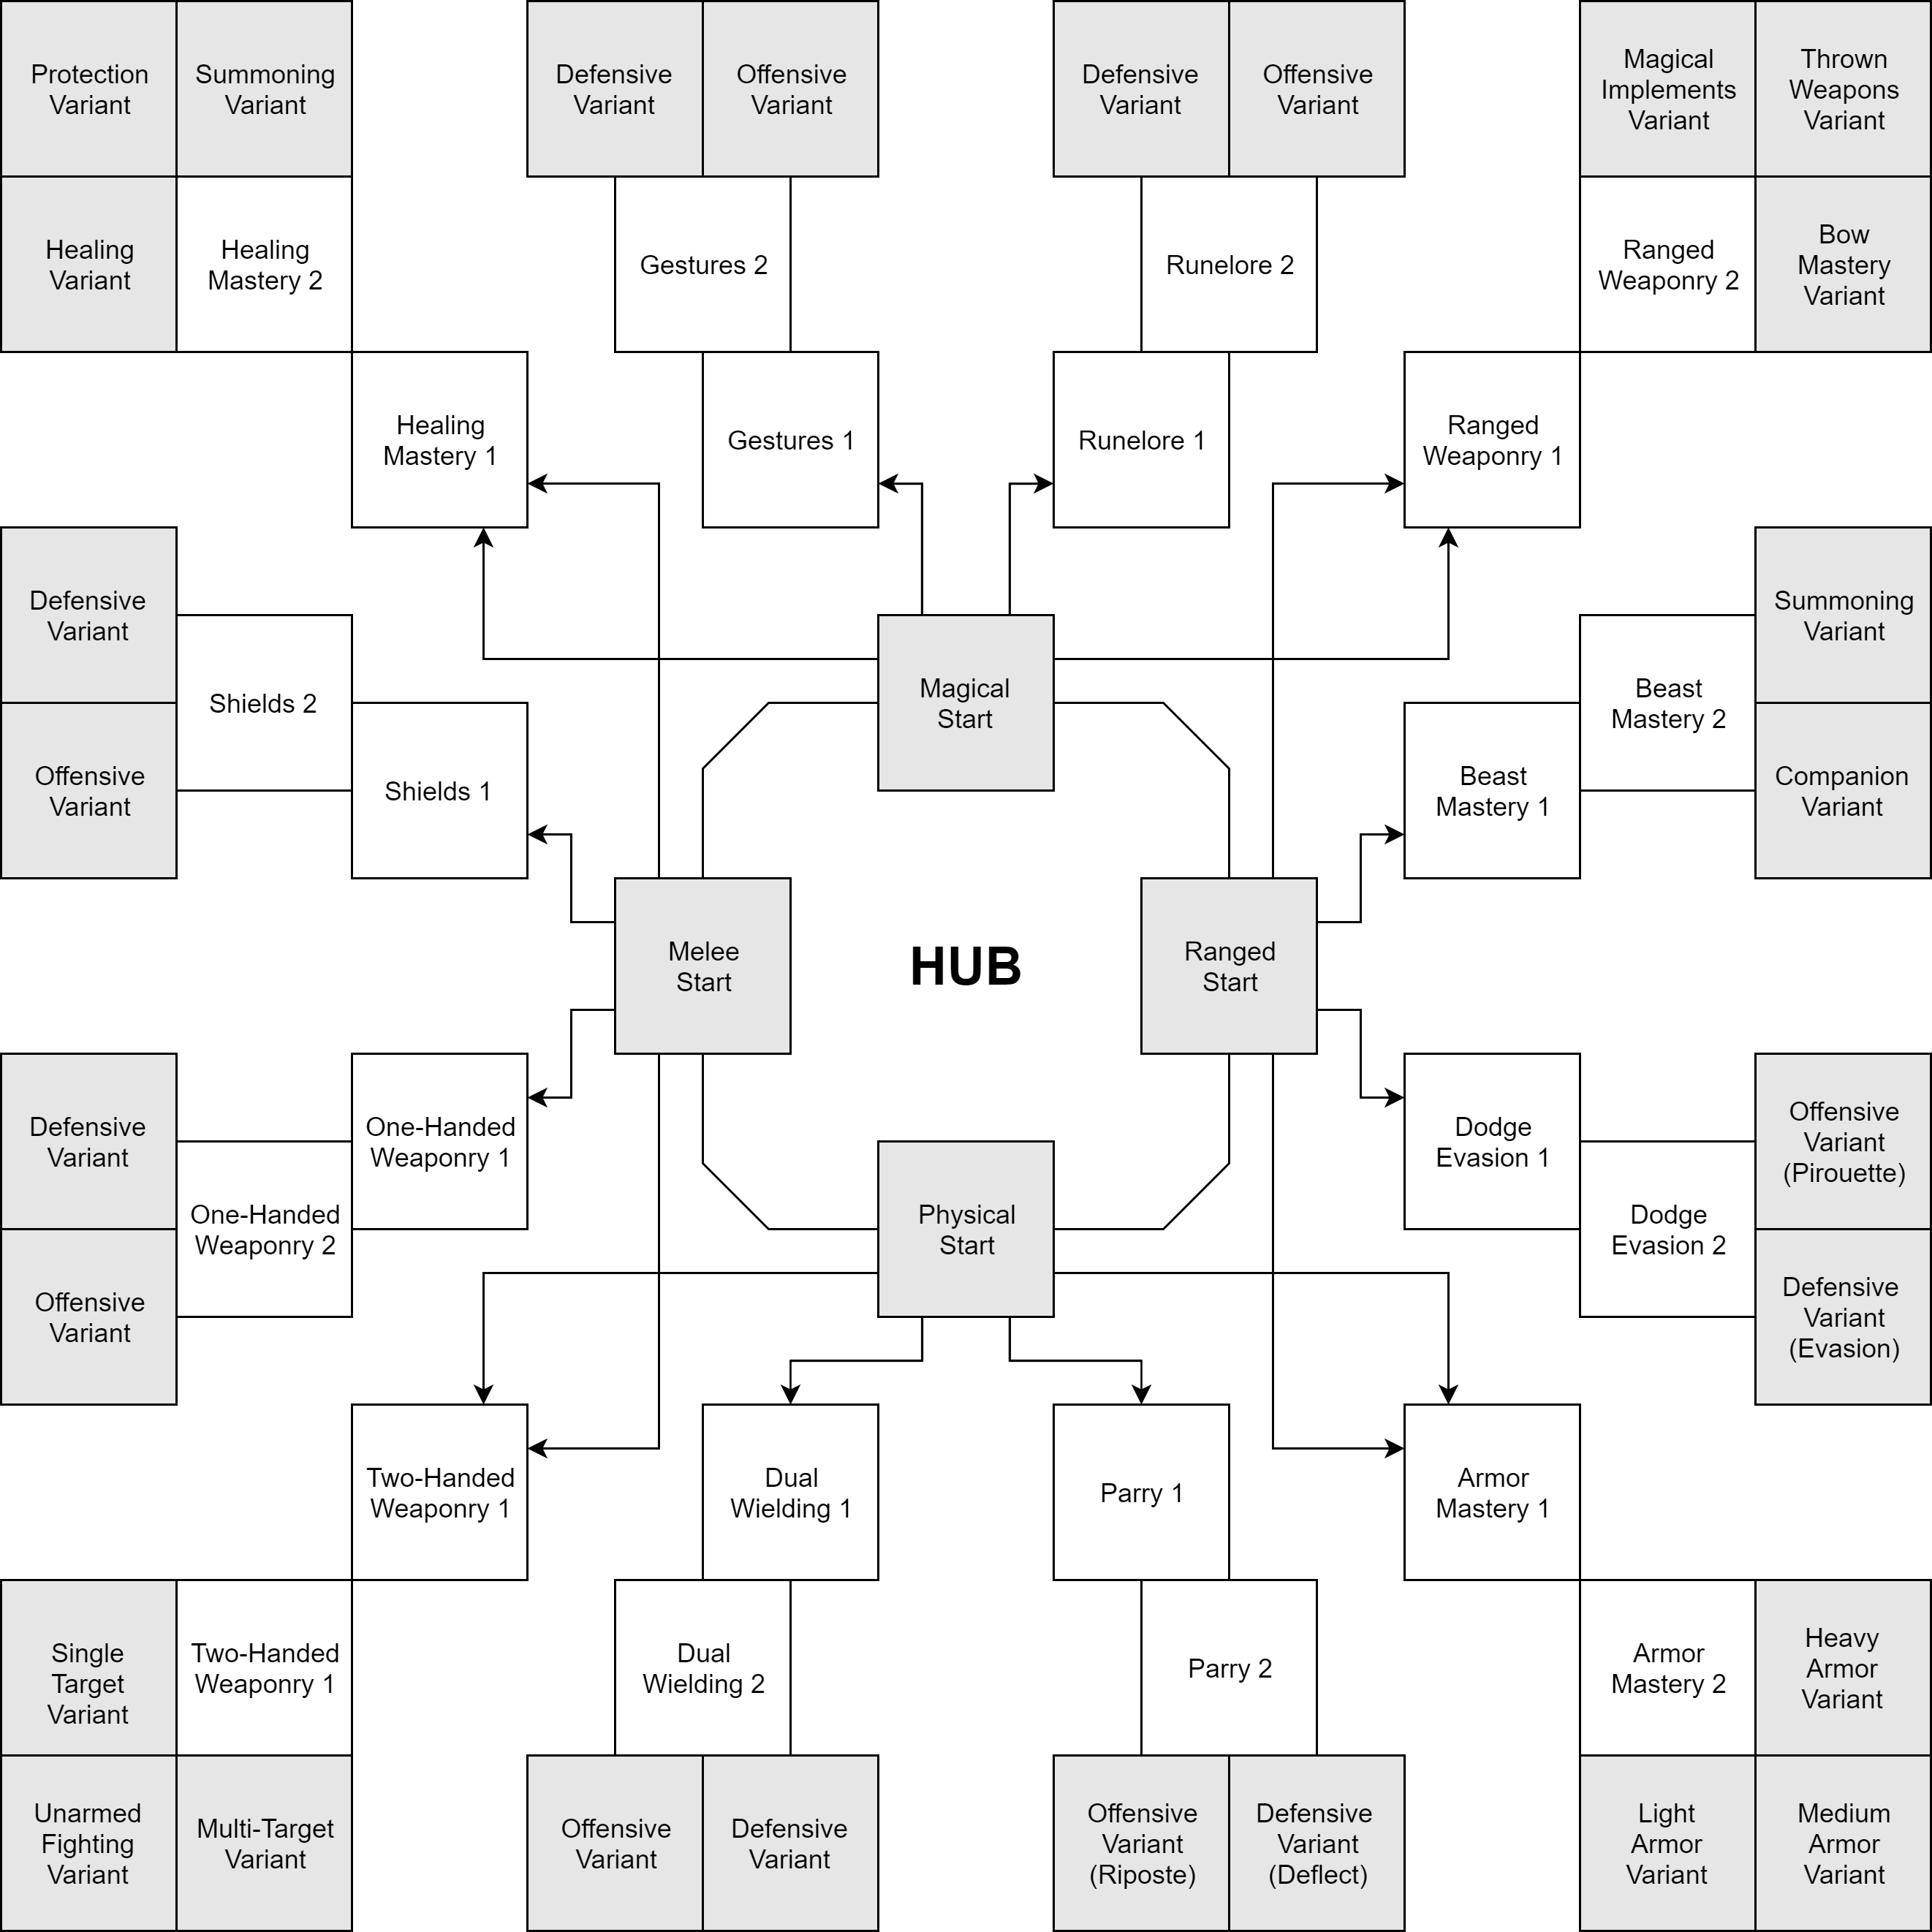 Protection
Variant
Summoning
Variant
Defensive
Variant
Offensive
Variant
Defensive
Variant
Offensive
Variant
Magical
Implements
Variant
Thrown
Weapons
Variant
Healing
Variant
Healing
Mastery 2
Gestures 2
Runelore 2
Ranged
Weaponry 2
Bow
Mastery
Variant
Healing
Mastery 1
Gestures 1
Runelore 1
Ranged
Weaponry 1
Defensive
Variant
Shields 2
Offensive
Variant
Shields 1
Magical
Start
Summoning
Variant
Beast
Mastery 2
Beast
Mastery 1
Companion
Variant
Melee
Start
HUB
Ranged
Start
Defensive
Variant
One-Handed
Weaponry 1
One-Handed
Weaponry 2
Offensive
Variant
Physical
Start
Dodge
Evasion 1
Offensive
Variant
(Pirouette)
Dodge
Evasion 2
Defensive
Variant
(Evasion)
Two-Handed
Weaponry 1
Dual
Wielding 1
Parry 1
Armor
Mastery 1
Single
Target
Variant
Two-Handed
Weaponry 1
Dual
Wielding 2
Parry 2
Armor
Mastery 2
Heavy
Armor
Variant
Unarmed
Fighting
Variant
Multi-Target
Variant
Offensive
Variant
Defensive
Variant
Offensive
Variant
(Riposte)
Defensive
Variant
(Deflect)
Light
Armor
Variant
Medium
Armor
Variant